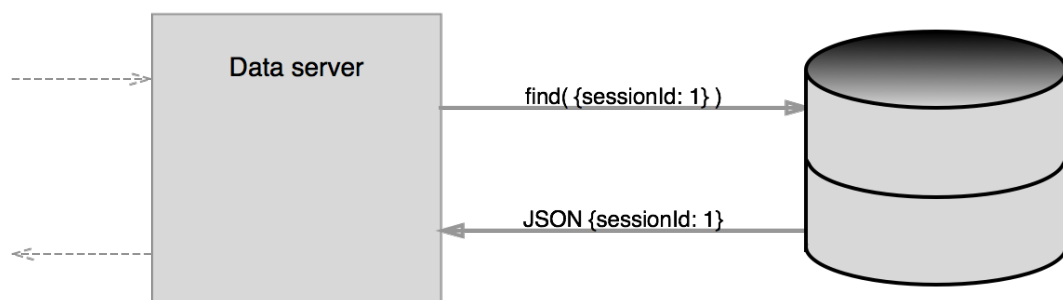 Data server
find( {sessionId: 1} )
JSON {sessionId: 1}